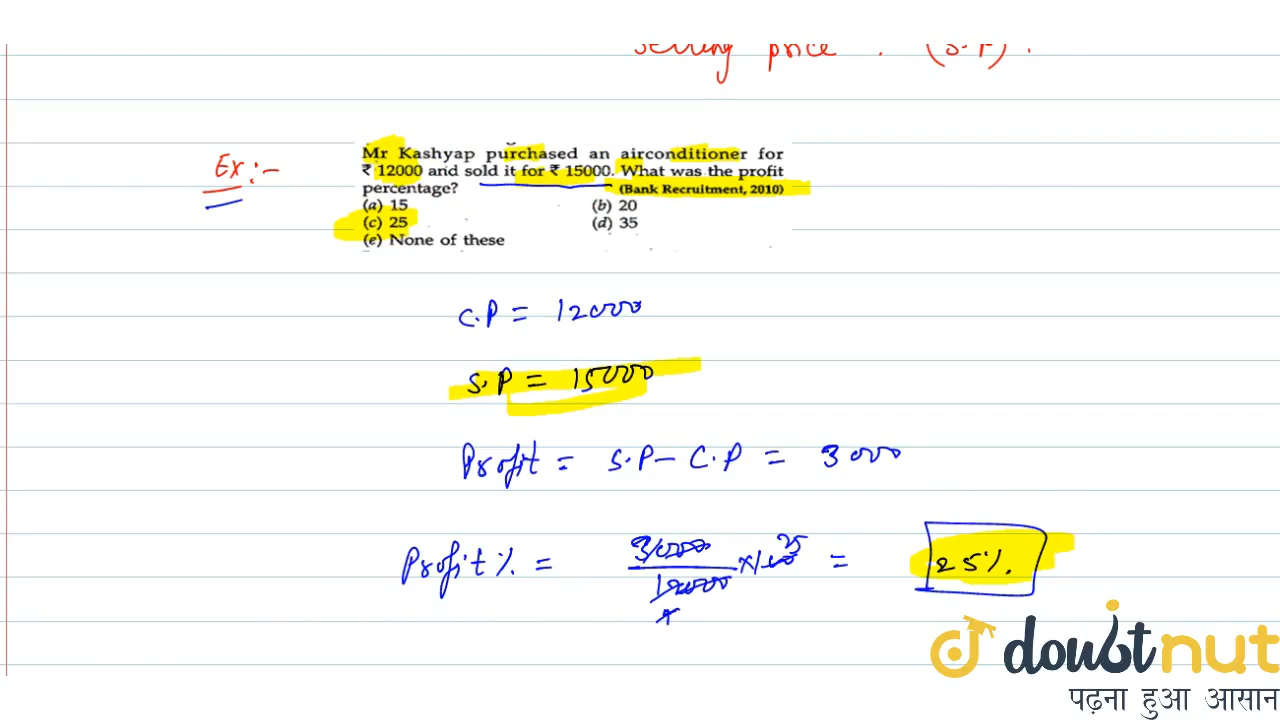 selling price . (S.P) .
Ex:-
Mr Kashyap purchased an airconditioner for
₹ 12000 and sold it for ₹ 15000. What was the profit
percentage? (Bank Recruitment, 2010)
(a) 15 (b) 20
(c) 25 (d) 35
(e) None of these
C.P = 12000
S.P = 15000
Profit = S.P - C.P = 3000
Profit % = 3000/12000 × 100 25 = 25%.
4
doubtnut
पढ़ना हुआ आसान